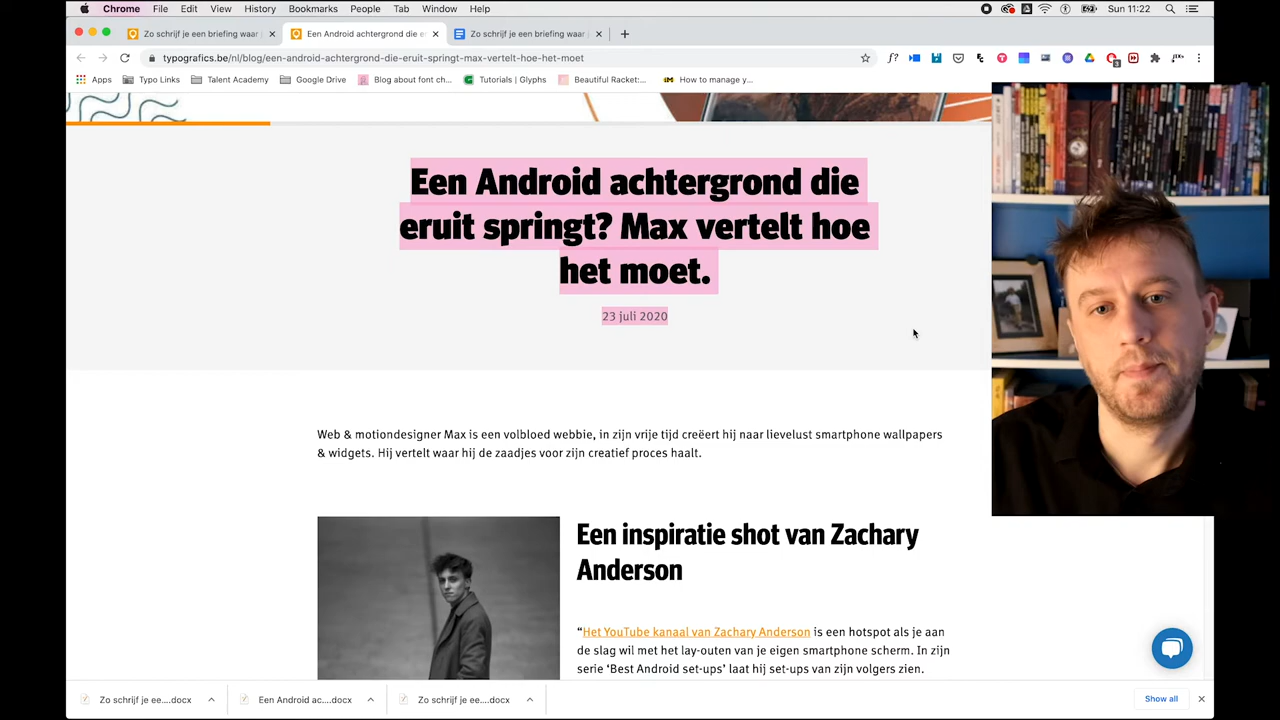 Chrome File Edit View History Bookmarks People Tab Window Help Sun 11:22
Zo schrijf je een briefing waar
Een Android achtergrond die e
Zo schrijf je een briefing waar
typografics.be/nl/blog/een-android-achtergrond-die-eruit-springt-max-vertelt-hoe-het-moet
Apps Typo Links Talent Academy Google Drive Blog about font ch... Tutorials | Glyphs Beautiful Racket:... How to manage y...
Een Android achtergrond die
eruit springt? Max vertelt hoe
het moet.
23 juli 2020
Web & motiondesigner Max is een volbloed webbie, in zijn vrije tijd creëert hij naar lievelust smartphone wallpapers
& widgets. Hij vertelt waar hij de zaadjes voor zijn creatief proces haalt.
Een inspiratie shot van Zachary
Anderson
“Het YouTube kanaal van Zachary Anderson is een hotspot als je aan
de slag wil met het lay-outen van je eigen smartphone scherm. In zijn
serie ‘Best Android set-ups’ laat hij set-ups van zijn volgers zien.
Zo schrijf je ee....docx Een Android ac....docx Zo schrijf je ee....docx Show all